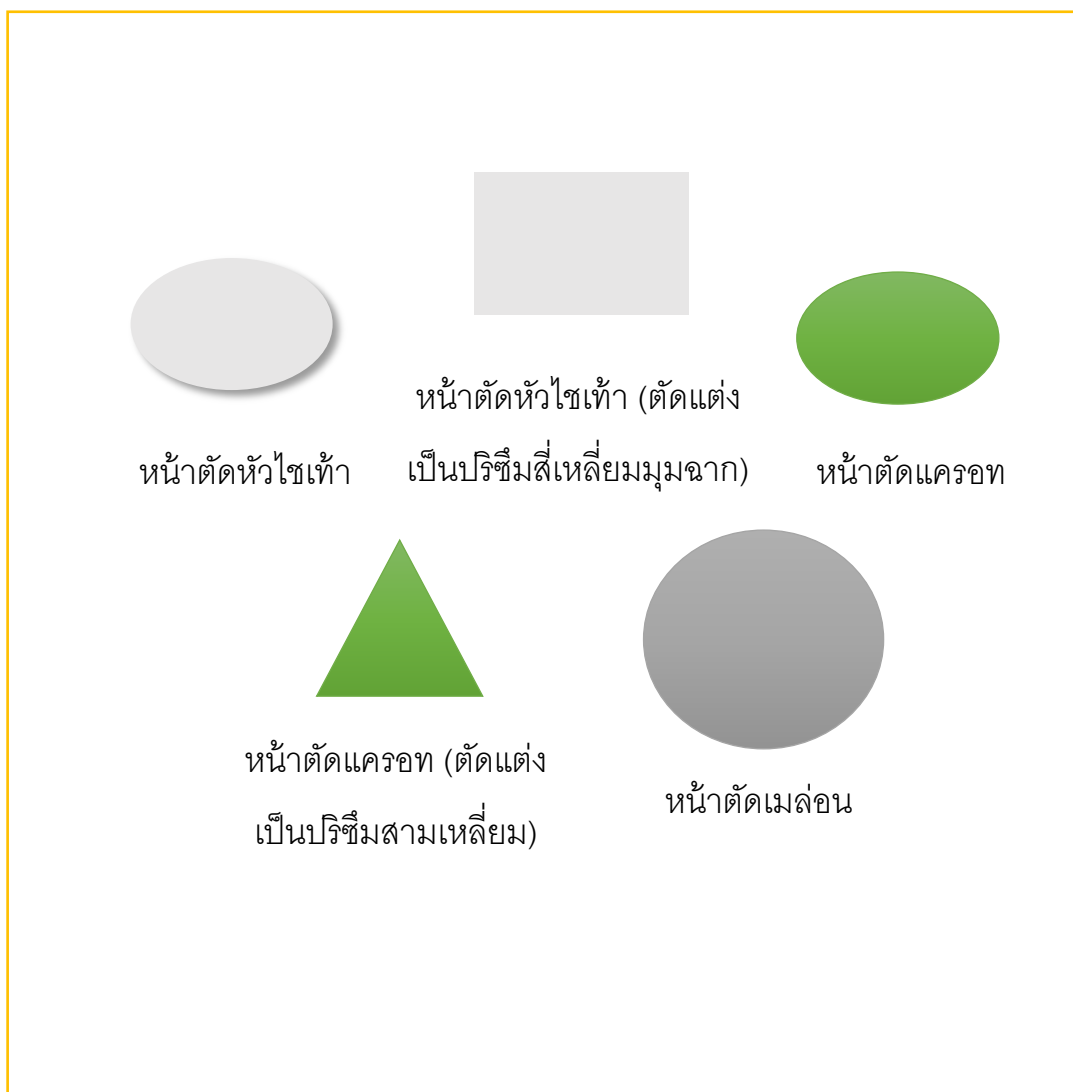 หน้าตัดหัวไชเท้า
หน้าตัดหัวไชเท้า (ตัดแต่ง
เป็นปริซึมสี่เหลี่ยมมุมฉาก)
หน้าตัดแครอท
หน้าตัดแครอท (ตัดแต่ง
เป็นปริซึมสามเหลี่ยม)
หน้าตัดเมล่อน